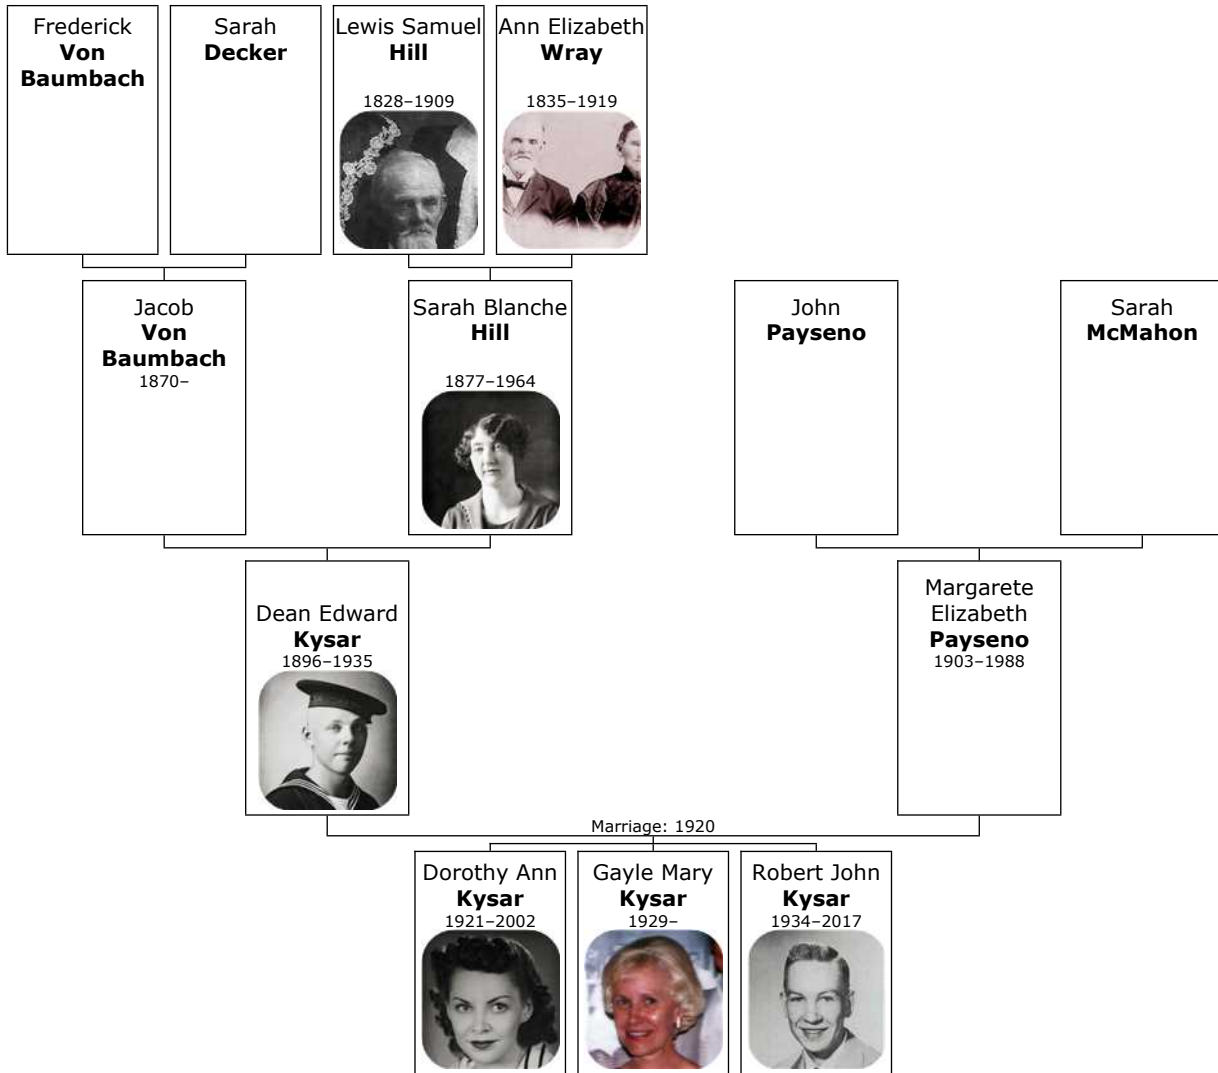 Frederick
Von
Baumbach
Sarah
Decker
Lewis Samuel
Hill
1828–1909
Ann Elizabeth
Wray
1835–1919
Jacob
Von
Baumbach
1870–
Sarah Blanche
Hill
1877–1964
John
Payseno
Sarah
McMahon
Dean Edward
Kysar
1896–1935
Margarete
Elizabeth
Payseno
1903–1988
Marriage: 1920
Dorothy Ann
Kysar
1921–2002
Gayle Mary
Kysar
1929–
Robert John
Kysar
1934–2017